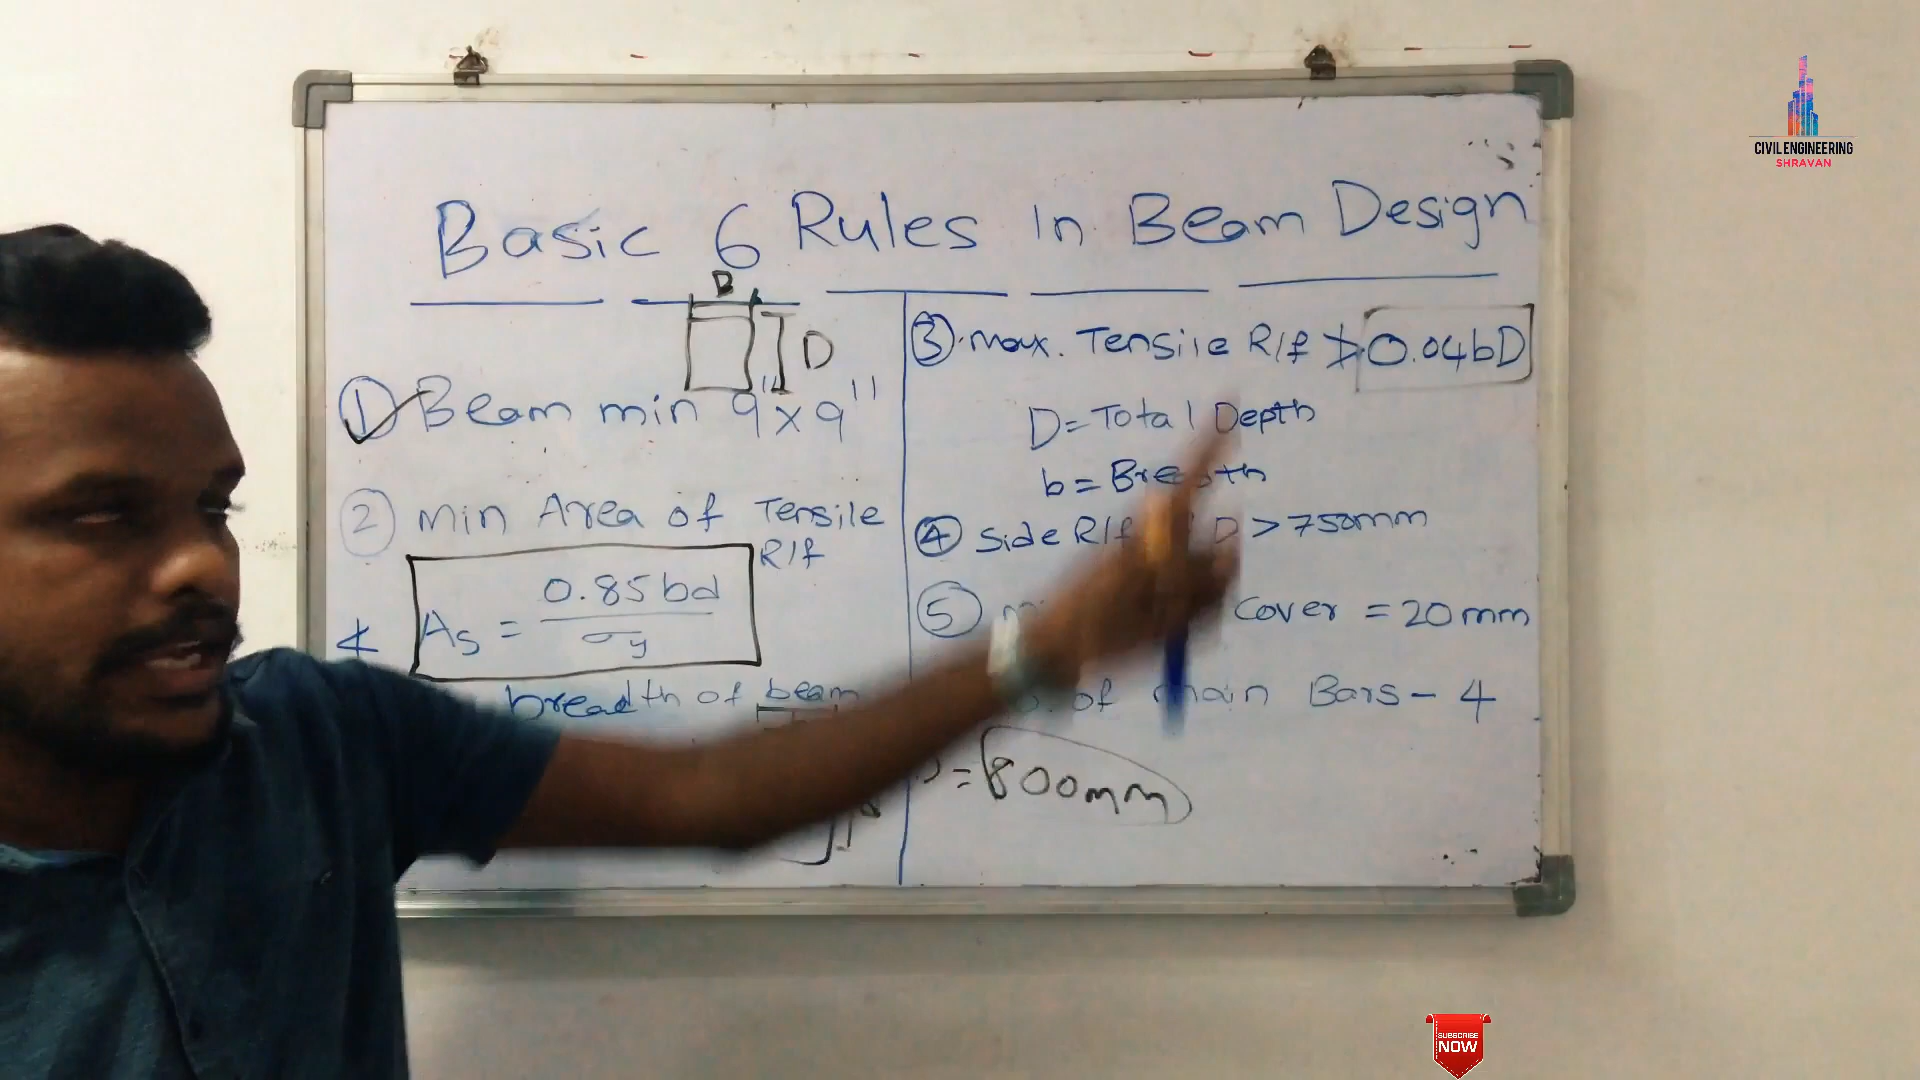 Basic 6 Rules In Beam Design
B
D
1 Beam min 9"x9"
2 Min Area of Tensile
R/f
≮ As = 0.85bd
σy
breadth of beam
3 max. Tensile R/f ≯ 0.04bD
D=Total Depth
b=Breadth
4 Side R/f D > 750mm
5 Cover = 20mm
of main Bars - 4
= 800mm
CIVIL ENGINEERING
SHRAVAN
SUBSCRIBE
NOW